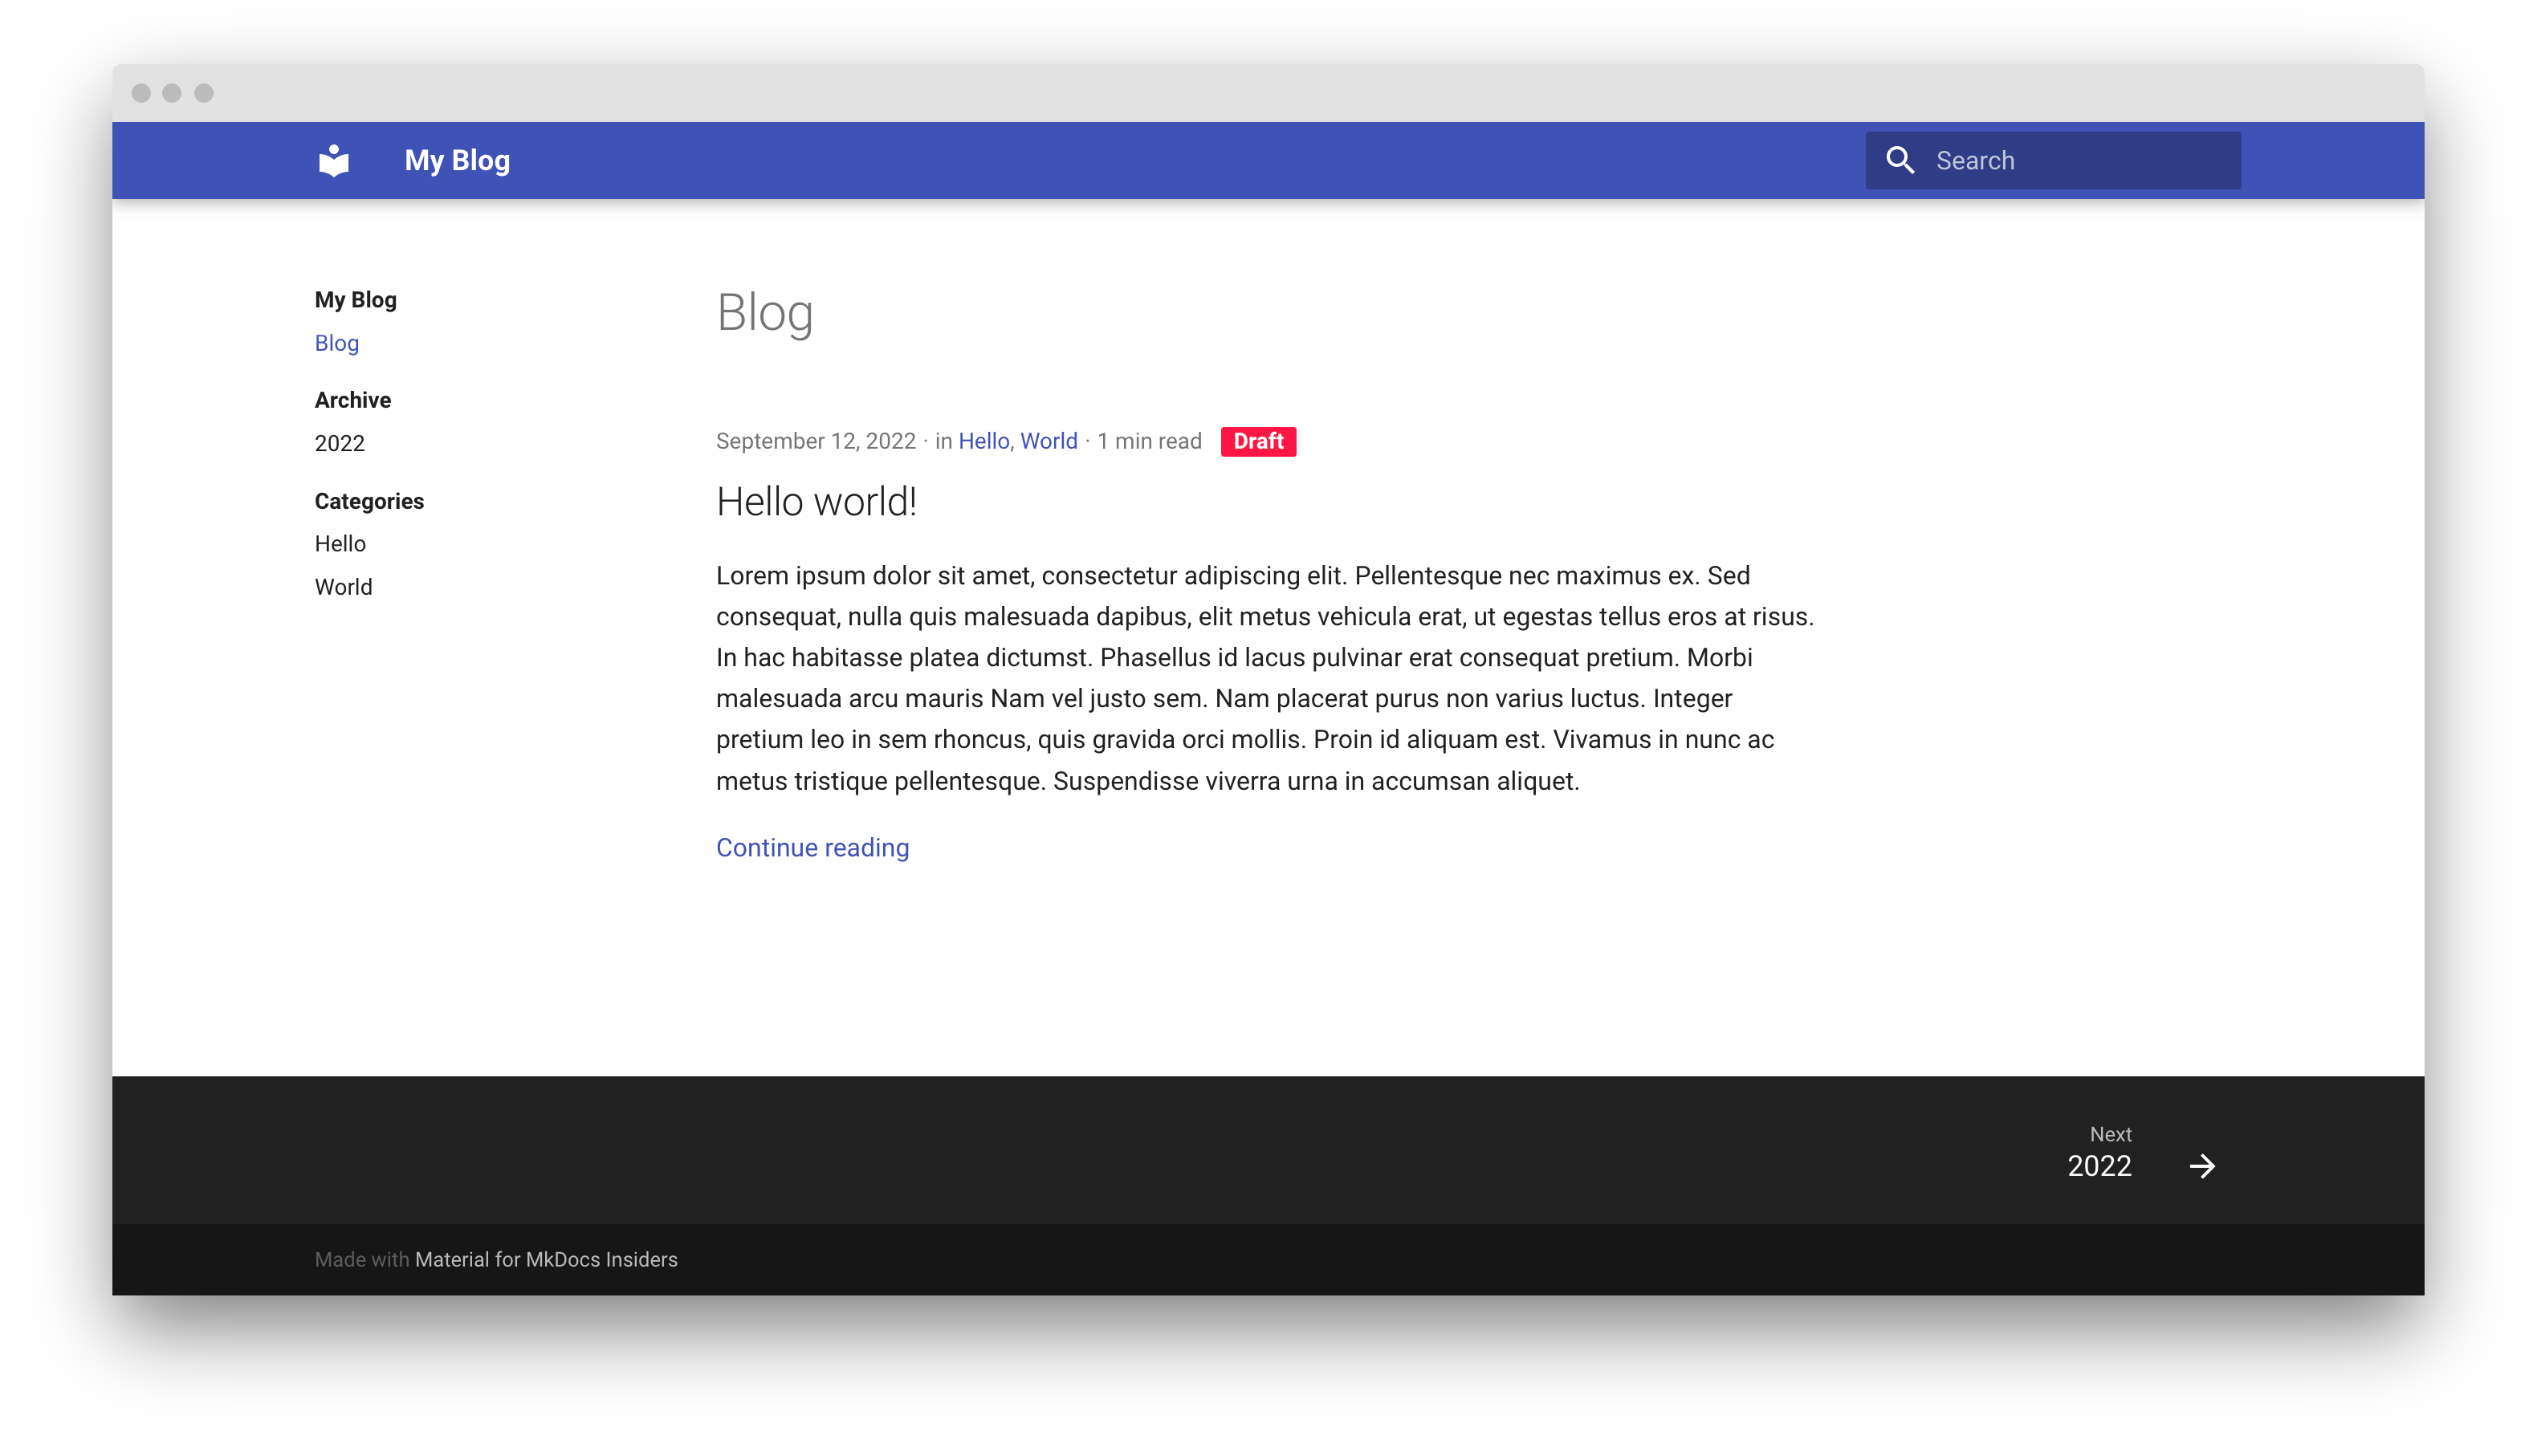 My Blog
Search
My Blog
Blog
Archive
2022
Categories
Hello
World
Blog
September 12, 2022 · in Hello, World · 1 min read Draft
Hello world!
Lorem ipsum dolor sit amet, consectetur adipiscing elit. Pellentesque nec maximus ex. Sed
consequat, nulla quis malesuada dapibus, elit metus vehicula erat, ut egestas tellus eros at risus.
In hac habitasse platea dictumst. Phasellus id lacus pulvinar erat consequat pretium. Morbi
malesuada arcu mauris Nam vel justo sem. Nam placerat purus non varius luctus. Integer
pretium leo in sem rhoncus, quis gravida orci mollis. Proin id aliquam est. Vivamus in nunc ac
metus tristique pellentesque. Suspendisse viverra urna in accumsan aliquet.
Continue reading
Next
2022
Made with Material for MkDocs Insiders